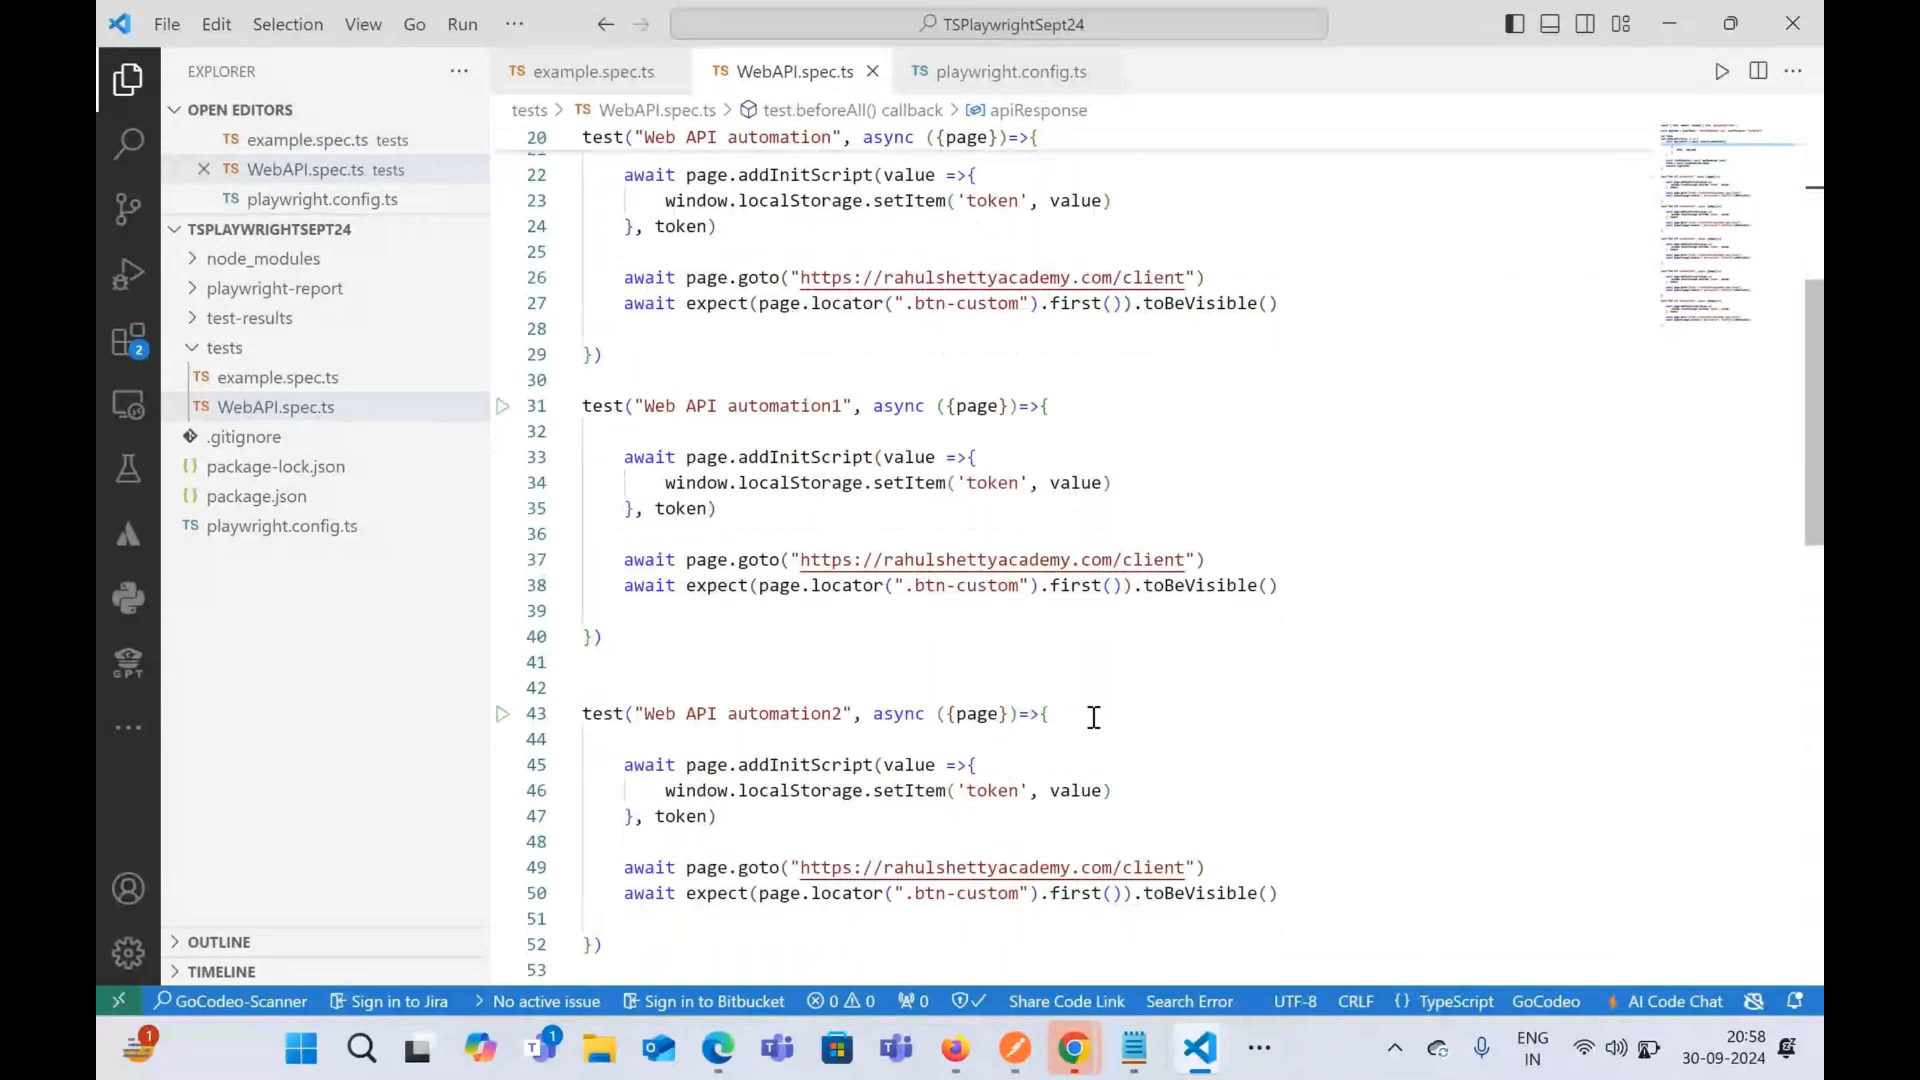 File Edit Selection View Go Run ··· TSPlaywrightSept24
EXPLORER
OPEN EDITORS
TS example.spec.ts tests
TS WebAPI.spec.ts tests
TS playwright.config.ts
TSPLAYWRIGHTSEPT24
node_modules
playwright-report
test-results
tests
TS example.spec.ts
TS WebAPI.spec.ts
.gitignore
{} package-lock.json
{} package.json
TS playwright.config.ts
OUTLINE
TIMELINE
2
GPT
TS example.spec.ts TS WebAPI.spec.ts TS playwright.config.ts
tests > TS WebAPI.spec.ts > test.beforeAll() callback > apiResponse
20 test("Web API automation", async ({page})=>{
22 await page.addInitScript(value =>{
23 window.localStorage.setItem('token', value)
24 }, token)
25
26 await page.goto("https://rahulshettyacademy.com/client")
27 await expect(page.locator(".btn-custom").first()).toBeVisible()
28
29 })
30
31 test("Web API automation1", async ({page})=>{
32
33 await page.addInitScript(value =>{
34 window.localStorage.setItem('token', value)
35 }, token)
36
37 await page.goto("https://rahulshettyacademy.com/client")
38 await expect(page.locator(".btn-custom").first()).toBeVisible()
39
40 })
41
42
43 test("Web API automation2", async ({page})=>{
44
45 await page.addInitScript(value =>{
46 window.localStorage.setItem('token', value)
47 }, token)
48
49 await page.goto("https://rahulshettyacademy.com/client")
50 await expect(page.locator(".btn-custom").first()).toBeVisible()
51
52 })
53
GoCodeo-Scanner Sign in to Jira No active issue Sign in to Bitbucket 0 0 0 Share Code Link Search Error UTF-8 CRLF {} TypeScript GoCodeo AI Code Chat
1 1 ENG IN 20:58 30-09-2024